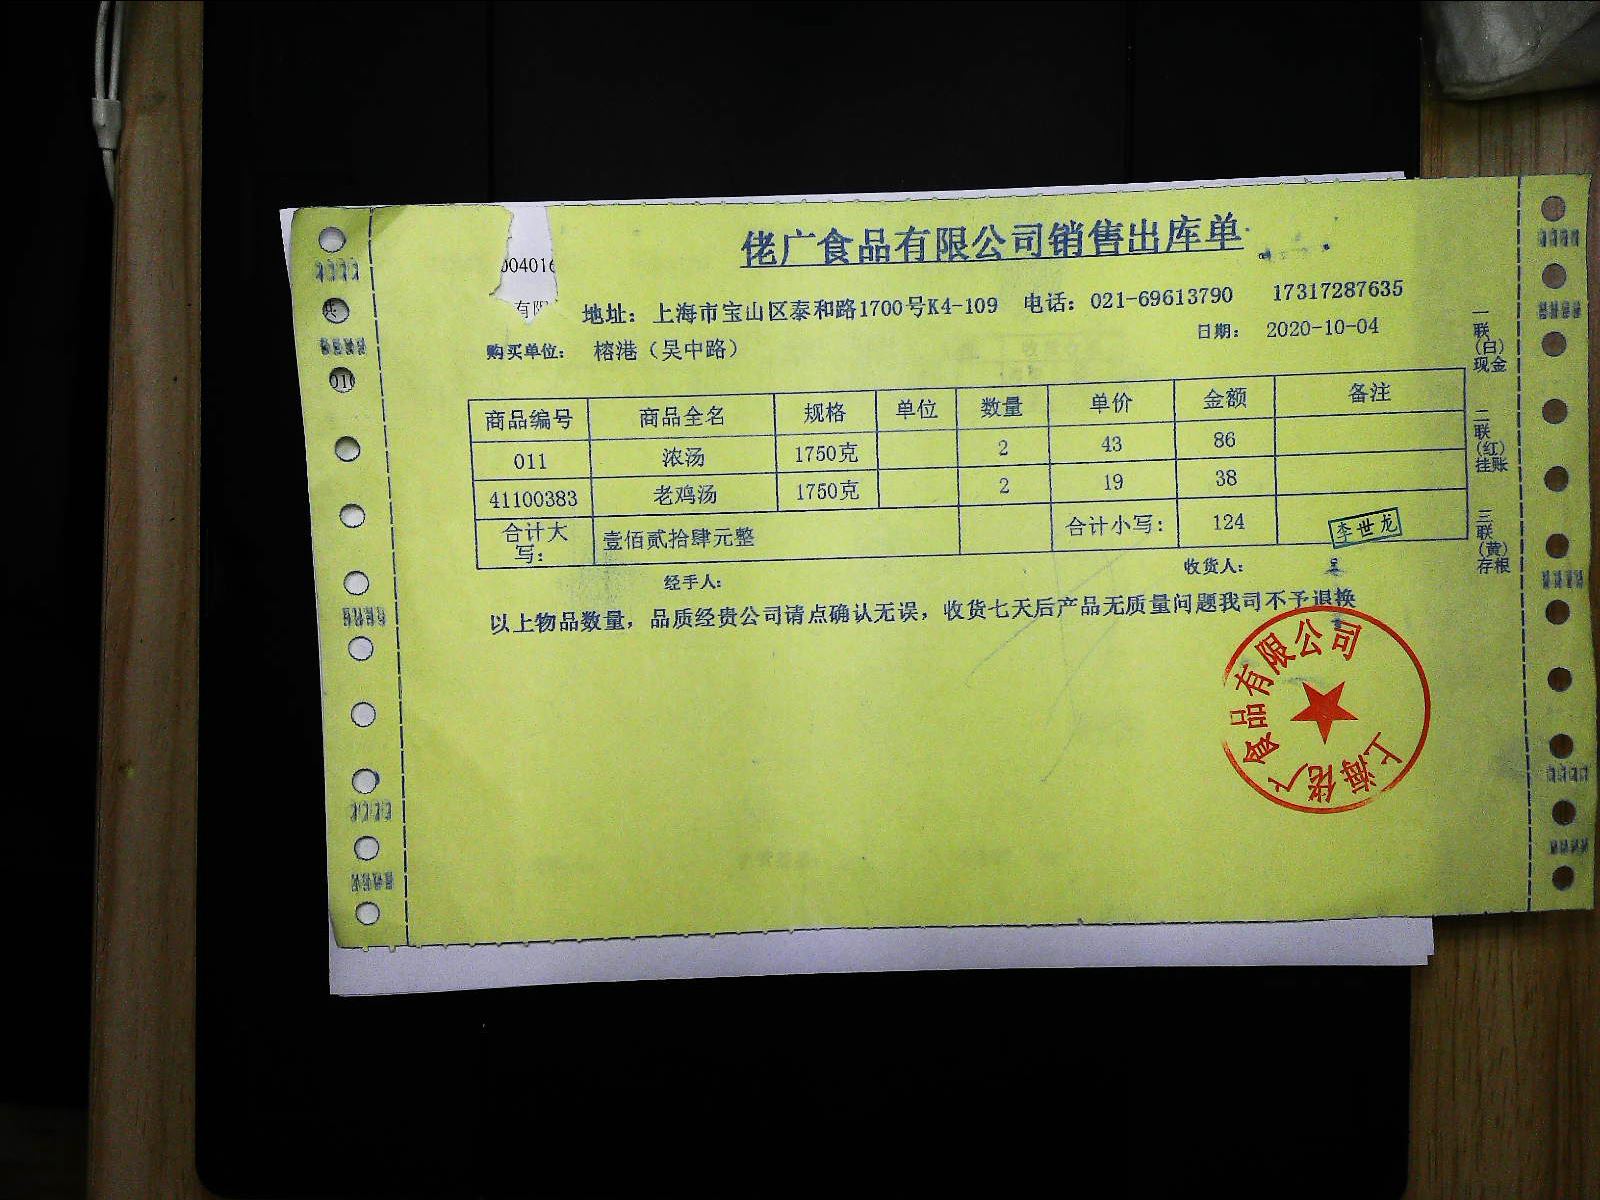 佬广食品有限公司销售出库单
004016
有限
地址：上海市宝山区泰和路1700号K4-109 电话：021-69613790 17317287635
购买单位： 榕港（吴中路） 日期： 2020-10-04
商品编号 商品全名 规格 单位 数量 单价 金额 备注
011 浓汤 1750克 2 43 86
41100383 老鸡汤 1750克 2 19 38
合计大写： 壹佰贰拾肆元整 合计小写： 124
李世龙
经手人： 收货人：
以上物品数量，品质经贵公司请点确认无误，收货七天后产品无质量问题我司不予退换
一联（白）现金
二联（红）挂账
三联（黄）存根
上海佬广食品有限公司
共
010